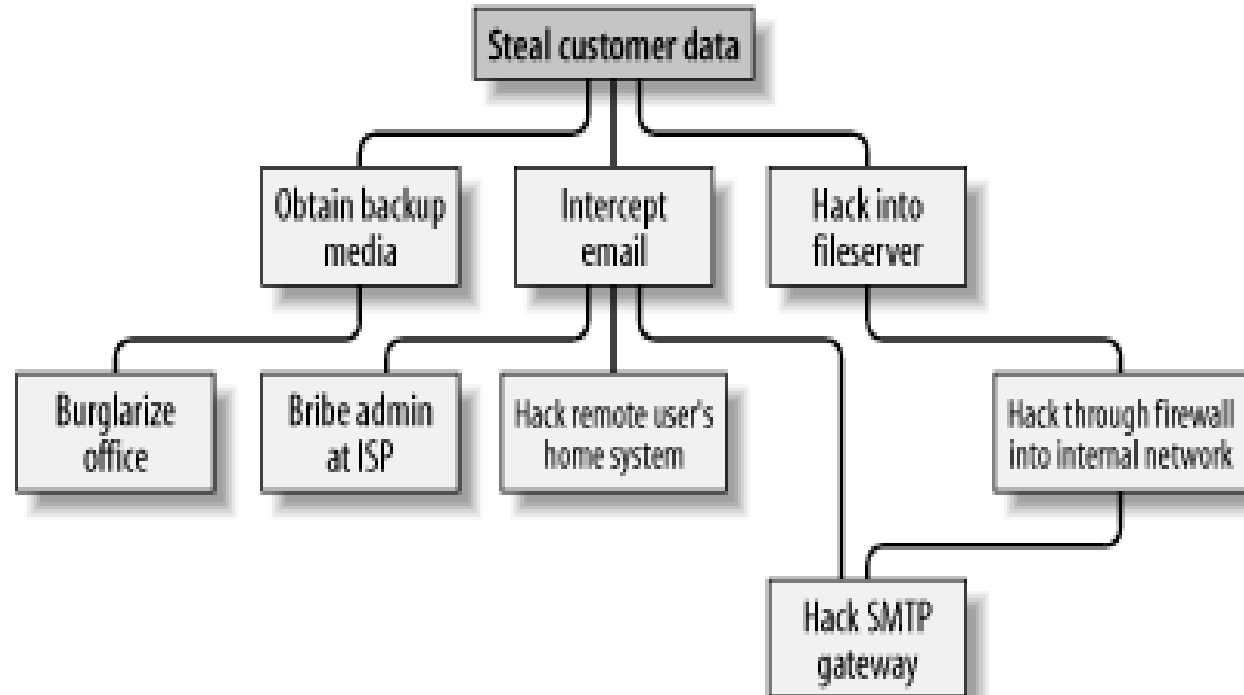 Steal customer data
Obtain backup
media
Intercept
email
Hack into
fileserver
Burglarize
office
Bribe admin
at ISP
Hack remote user's
home system
Hack through firewall
into internal network
Hack SMTP
gateway